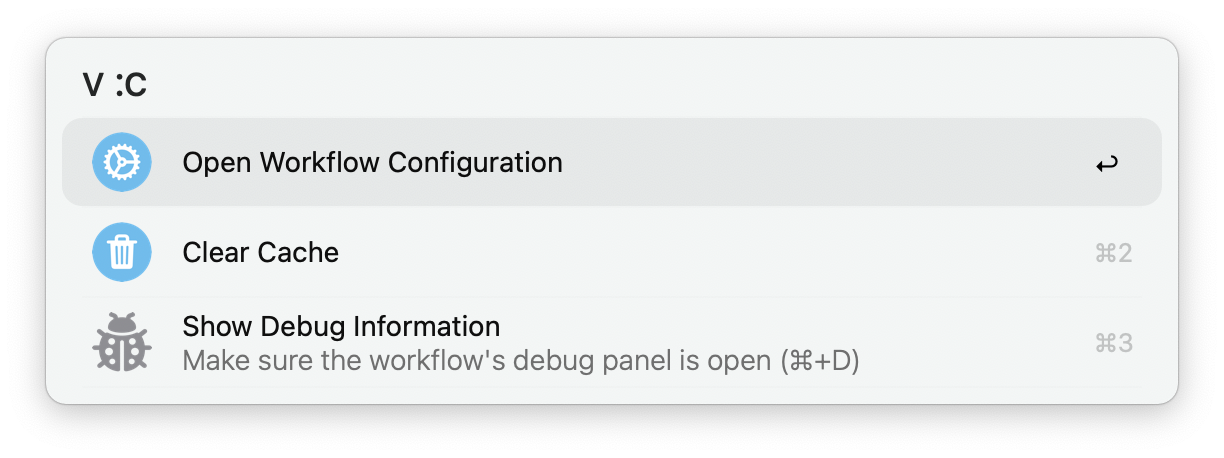 V :C
Open Workflow Configuration ↩
Clear Cache ⌘2
Show Debug Information
Make sure the workflow's debug panel is open (⌘+D) ⌘3